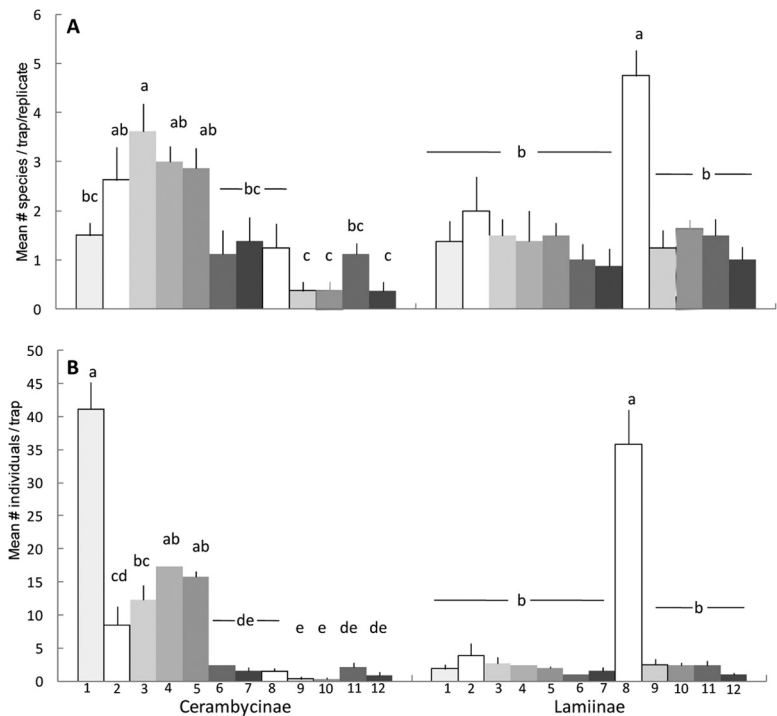 A
Mean # species / trap/replicate
6
5
4
3
2
1
0
bc
ab
a
ab
ab
bc
c
c
bc
c
b
a
b
B
Mean # individuals / trap
50
45
40
35
30
25
20
15
10
5
0
a
cd
bc
ab
ab
de
e
e
de
de
b
a
b
1 2 3 4 5 6 7 8 9 10 11 12
1 2 3 4 5 6 7 8 9 10 11 12
Cerambycinae
Lamiinae